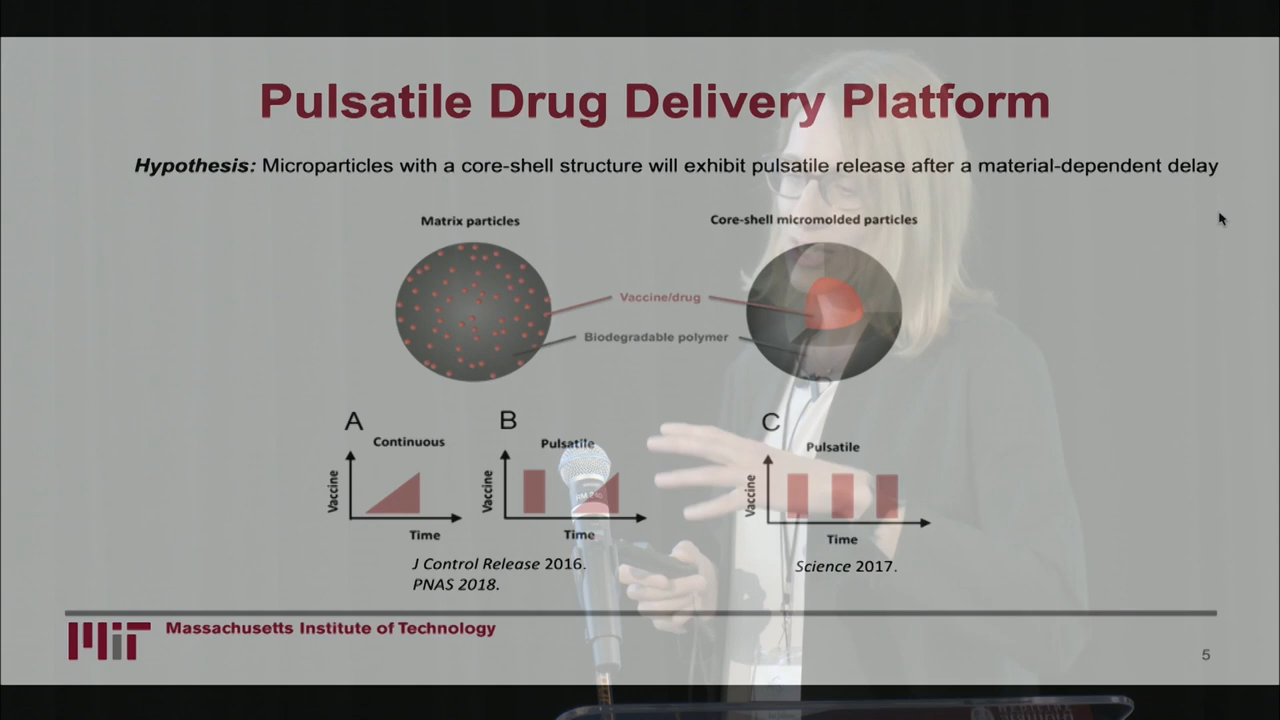 Pulsatile Drug Delivery Platform
Hypothesis: Microparticles with a core-shell structure will exhibit pulsatile release after a material-dependent delay
Matrix particles
Core-shell micromolded particles
Vaccine/drug
Biodegradable polymer
A
Continuous
Vaccine
Time
B
Pulsatile
Vaccine
Time
C
Pulsatile
Vaccine
Time
J Control Release 2016.
PNAS 2018.
Science 2017.
MIT
Massachusetts Institute of Technology
5